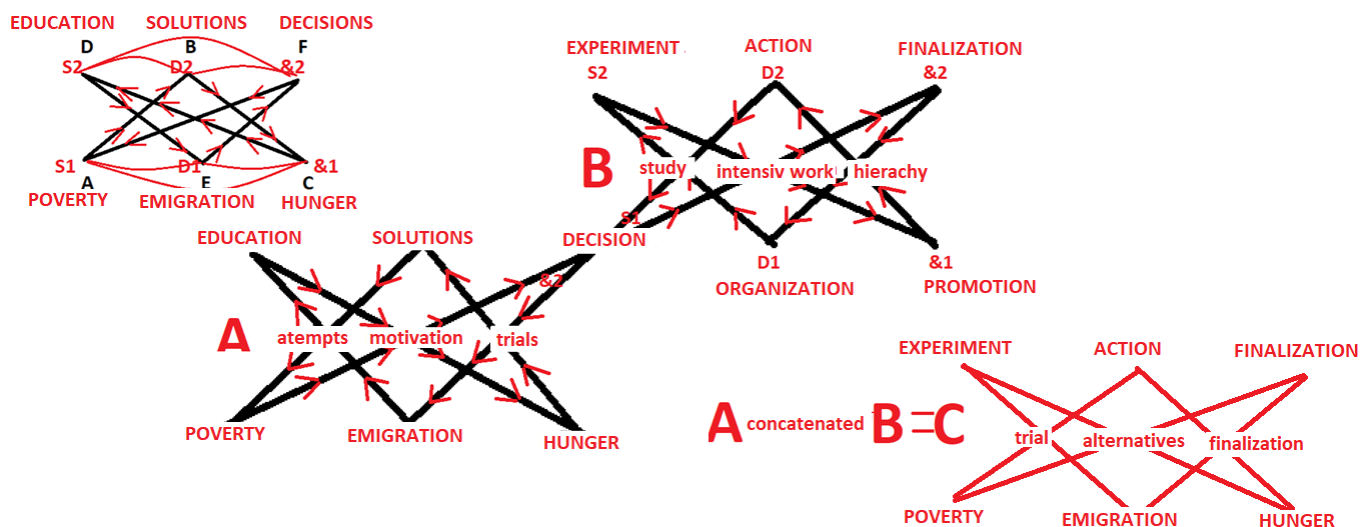 EDUCATION SOLUTIONS DECISIONS
D B F
S2 D2 &2
S1 D1 &1
A E C
POVERTY EMIGRATION HUNGER
EXPERIMENT ACTION FINALIZATION
S2 D2 &2
B study intensiv work hierachy
S1
D1 &1
ORGANIZATION PROMOTION
EDUCATION SOLUTIONS DECISION
&2
A atempts motivation trials
POVERTY EMIGRATION HUNGER
A concatenated B = C
EXPERIMENT ACTION FINALIZATION
trial alternatives finalization
POVERTY EMIGRATION HUNGER